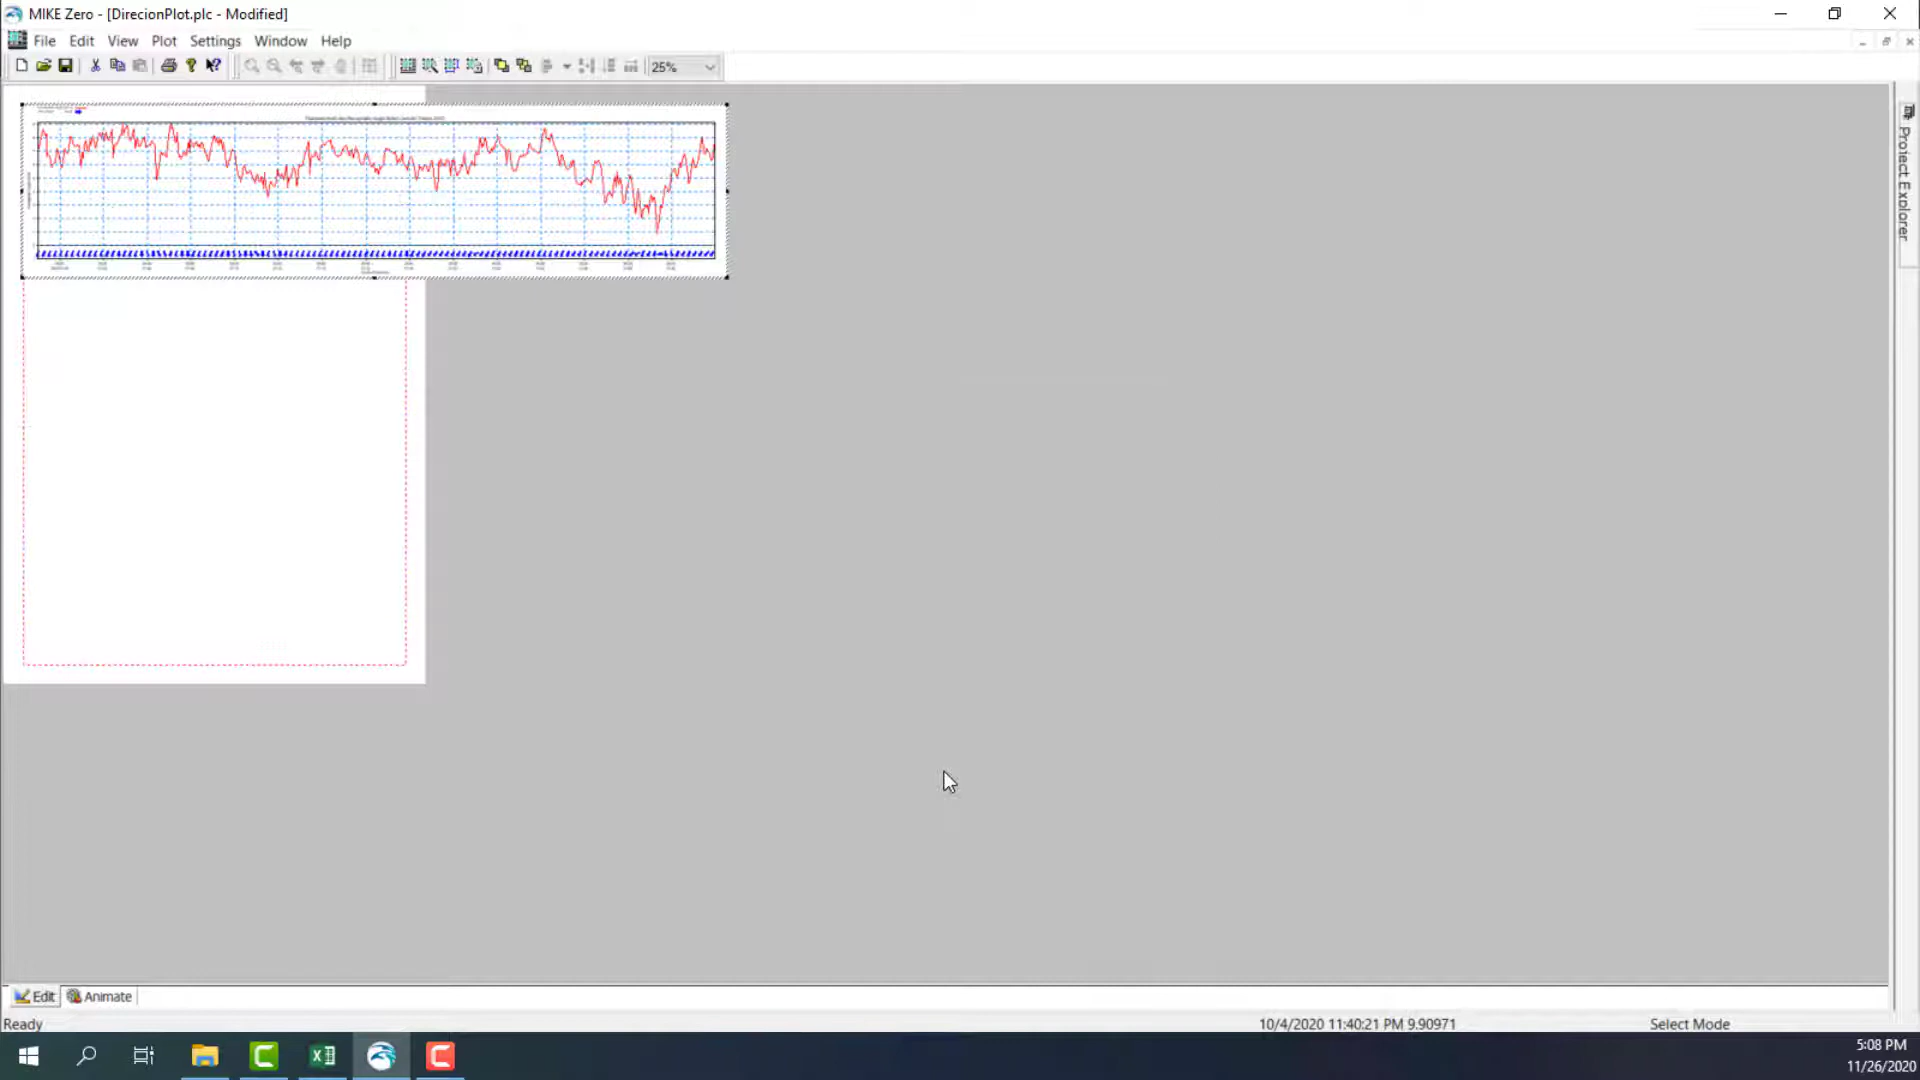 MIKE Zero - [DirecionPlot.plc - Modified]
File Edit View Plot Settings Window Help
25%
Project Explorer
Edit Animate
Ready
10/4/2020 11:40:21 PM 9.90971
Select Mode
5:08 PM
11/26/2020